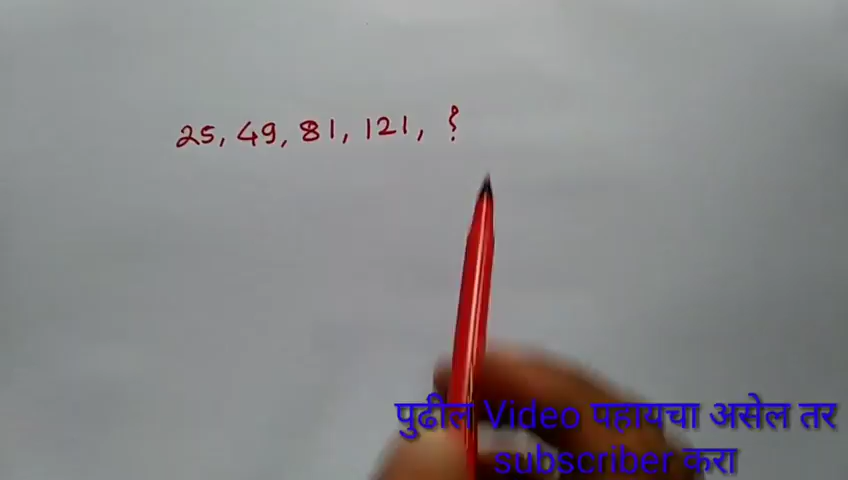 25, 49, 81, 121, ?
पुढील Video पहायचा असेल तर
subscriber करा